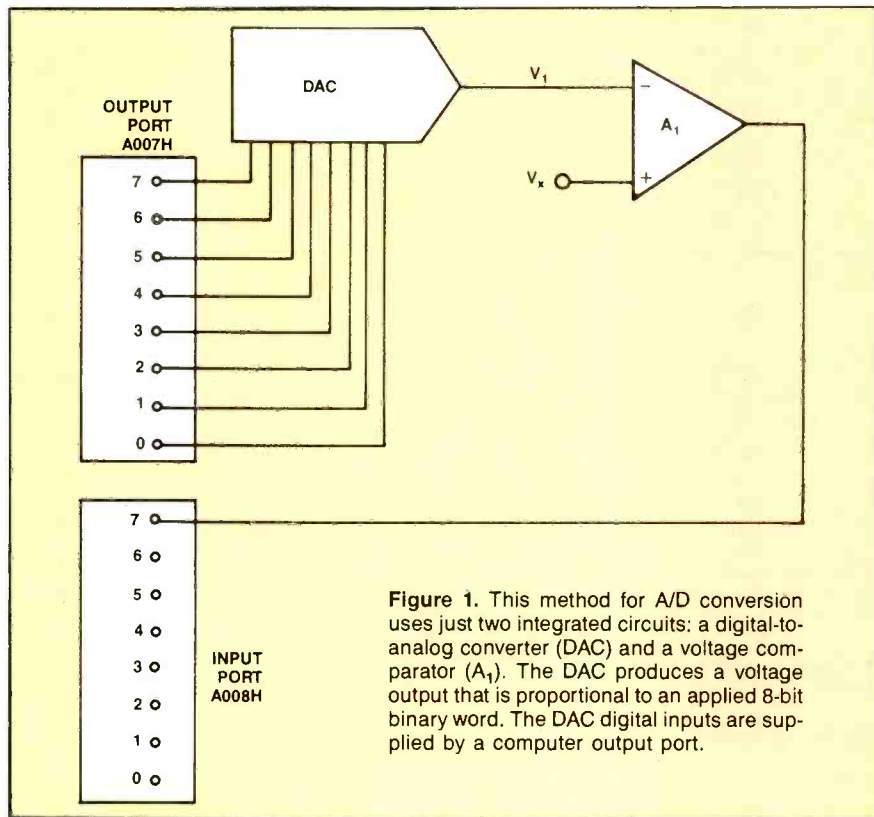 DAC
V₁
A₁
−
+
Vₓ
OUTPUT
PORT
A007H
7
6
5
4
3
2
1
0
7
6
5
4
3
2
1
0
INPUT
PORT
A008H
Figure 1. This method for A/D conversion
uses just two integrated circuits: a digital-to-
analog converter (DAC) and a voltage com-
parator (A₁). The DAC produces a voltage
output that is proportional to an applied 8-bit
binary word. The DAC digital inputs are sup-
plied by a computer output port.